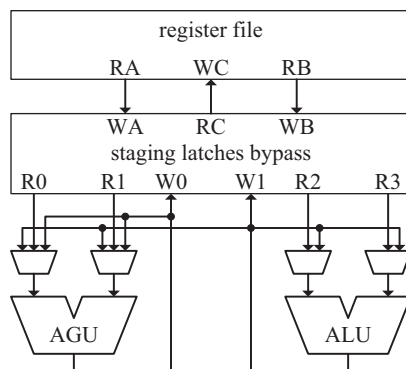 register file
RA WC RB
WA RC WB
staging latches bypass
R0 R1 W0 W1 R2 R3
AGU ALU